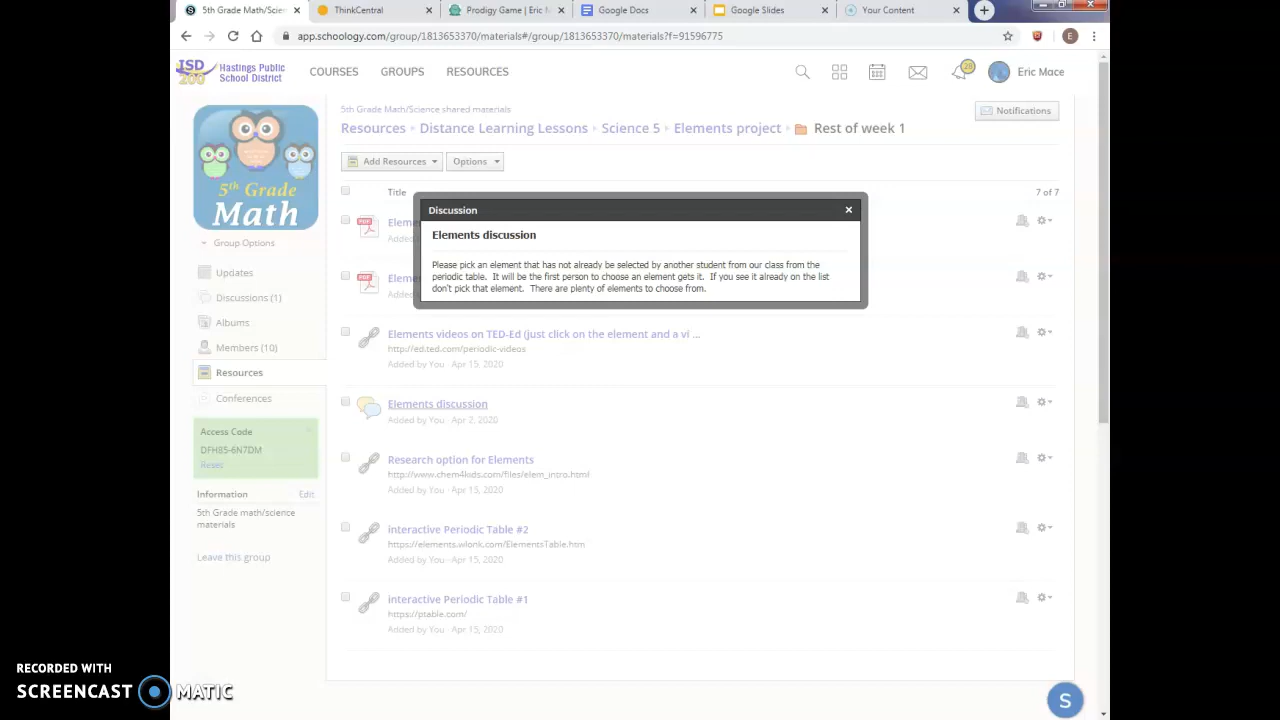 5th Grade Math/Scienc
ThinkCentral
Prodigy Game | Eric M
Google Docs
Google Slides
Your Content
app.schoology.com/group/1813653370/materials#/group/1813653370/materials?f=91596775
E
ISD 200
Hastings Public
School District
COURSES
GROUPS
RESOURCES
28
Eric Mace
5th Grade
Math
Group Options
Updates
Discussions (1)
Albums
Members (10)
Resources
Conferences
Access Code
DFH85-6N7DM
Reset
Information
Edit
5th Grade math/science
materials
Leave this group
5th Grade Math/Science shared materials
Notifications
Resources Distance Learning Lessons Science 5 Elements project Rest of week 1
Add Resources
Options
Title
7 of 7
Discussion
Elements discussion
Please pick an element that has not already be selected by another student from our class from the
periodic table. It will be the first person to choose an element gets it. If you see it already on the list
don't pick that element. There are plenty of elements to choose from.
PDF
Eleme
Added
PDF
Eleme
Added
Elements videos on TED-Ed (just click on the element and a vi ...
http://ed.ted.com/periodic-videos
Added by You · Apr 15, 2020
Elements discussion
Added by You · Apr 2, 2020
Research option for Elements
http://www.chem4kids.com/files/elem_intro.html
Added by You · Apr 15, 2020
interactive Periodic Table #2
https://elements.wlonk.com/ElementsTable.htm
Added by You · Apr 15, 2020
interactive Periodic Table #1
https://ptable.com/
Added by You · Apr 15, 2020
S
RECORDED WITH
SCREENCAST MATIC